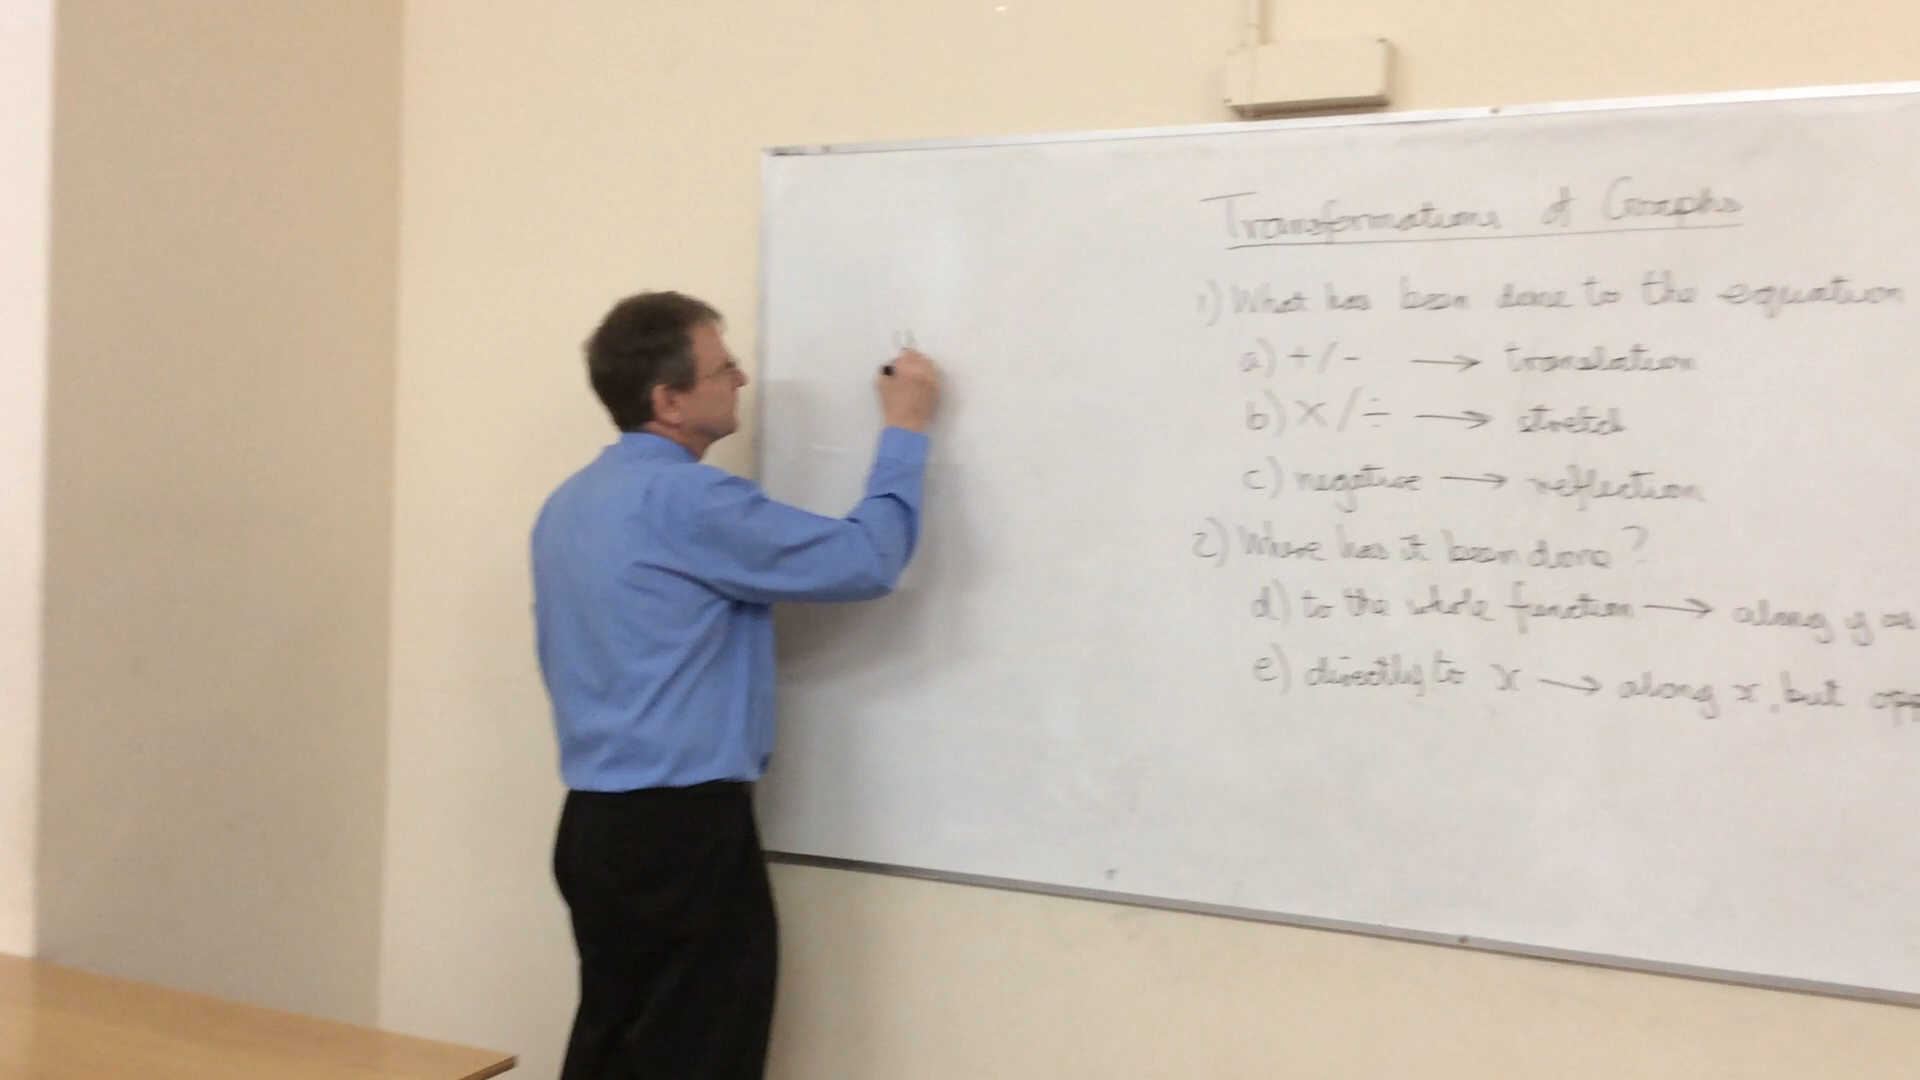 Transformations of Graphs
1) What has been done to the equation
a) + / - → translation
b) × / ÷ → stretch
c) negative → reflection
2) Where has it been done?
d) to the whole function → along y
e) directly to x → along x, but